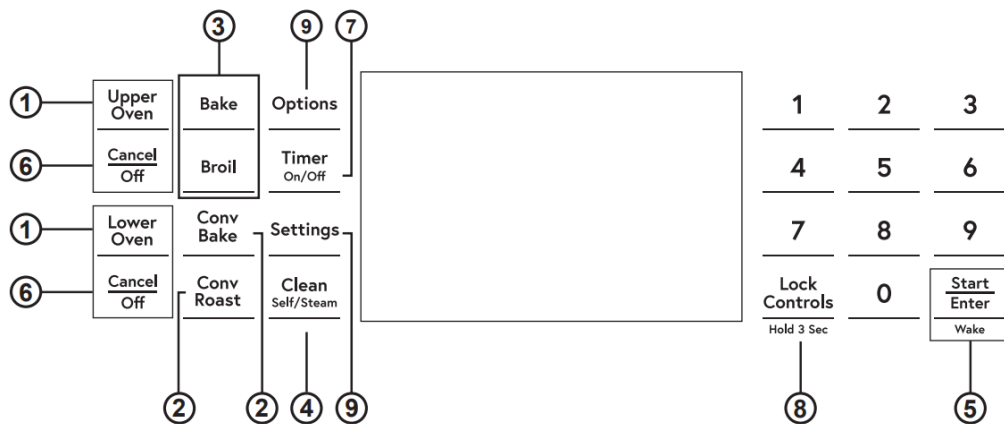 3 9 7
1 Upper Bake Options 1 2 3
Oven
6 Cancel Broil Timer 4 5 6
Off On/Off
1 Lower Conv Settings 7 8 9
Oven Bake
6 Cancel Conv Clean Lock 0 Start
Off Roast Self/Steam Controls Enter
Hold 3 Sec Wake
2 2 4 9 8 5